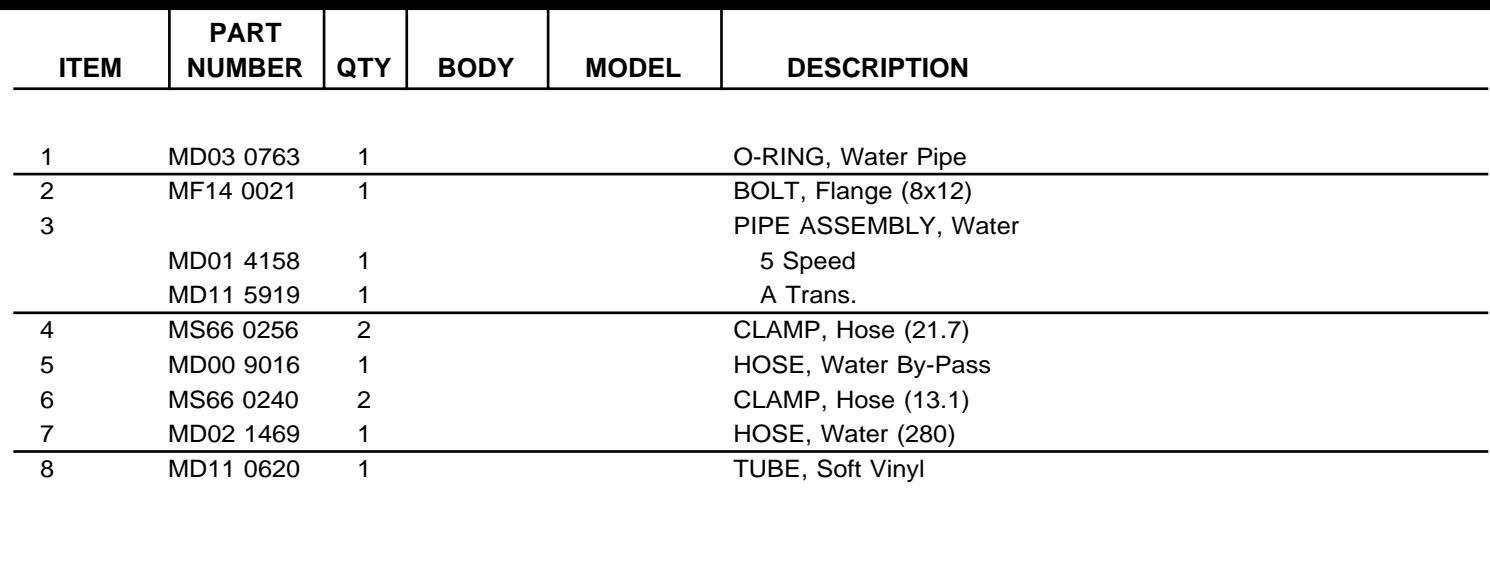 PART
ITEM NUMBER QTY BODY MODEL DESCRIPTION
1 MD03 0763 1 O-RING, Water Pipe
2 MF14 0021 1 BOLT, Flange (8x12)
3 PIPE ASSEMBLY, Water
MD01 4158 1 5 Speed
MD11 5919 1 A Trans.
4 MS66 0256 2 CLAMP, Hose (21.7)
5 MD00 9016 1 HOSE, Water By-Pass
6 MS66 0240 2 CLAMP, Hose (13.1)
7 MD02 1469 1 HOSE, Water (280)
8 MD11 0620 1 TUBE, Soft Vinyl